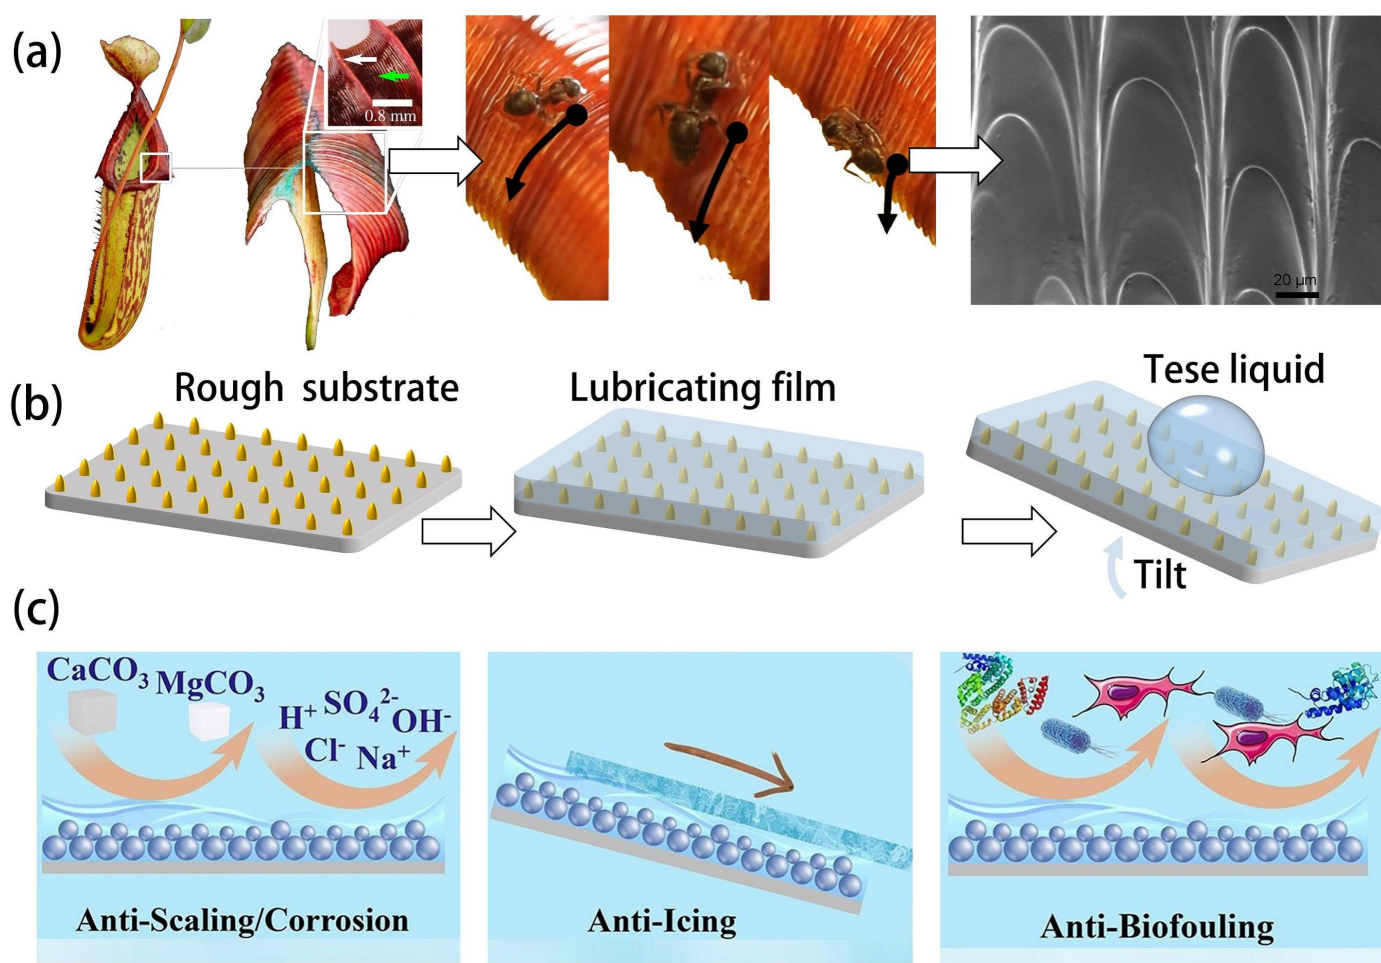 (a)
0.8 mm
20 µm
(b)
Rough substrate
Lubricating film
Tese liquid
Tilt
(c)
CaCO₃
MgCO₃
H⁺ SO₄²⁻ OH⁻
Cl⁻ Na⁺
Anti-Scaling/Corrosion
Anti-Icing
Anti-Biofouling